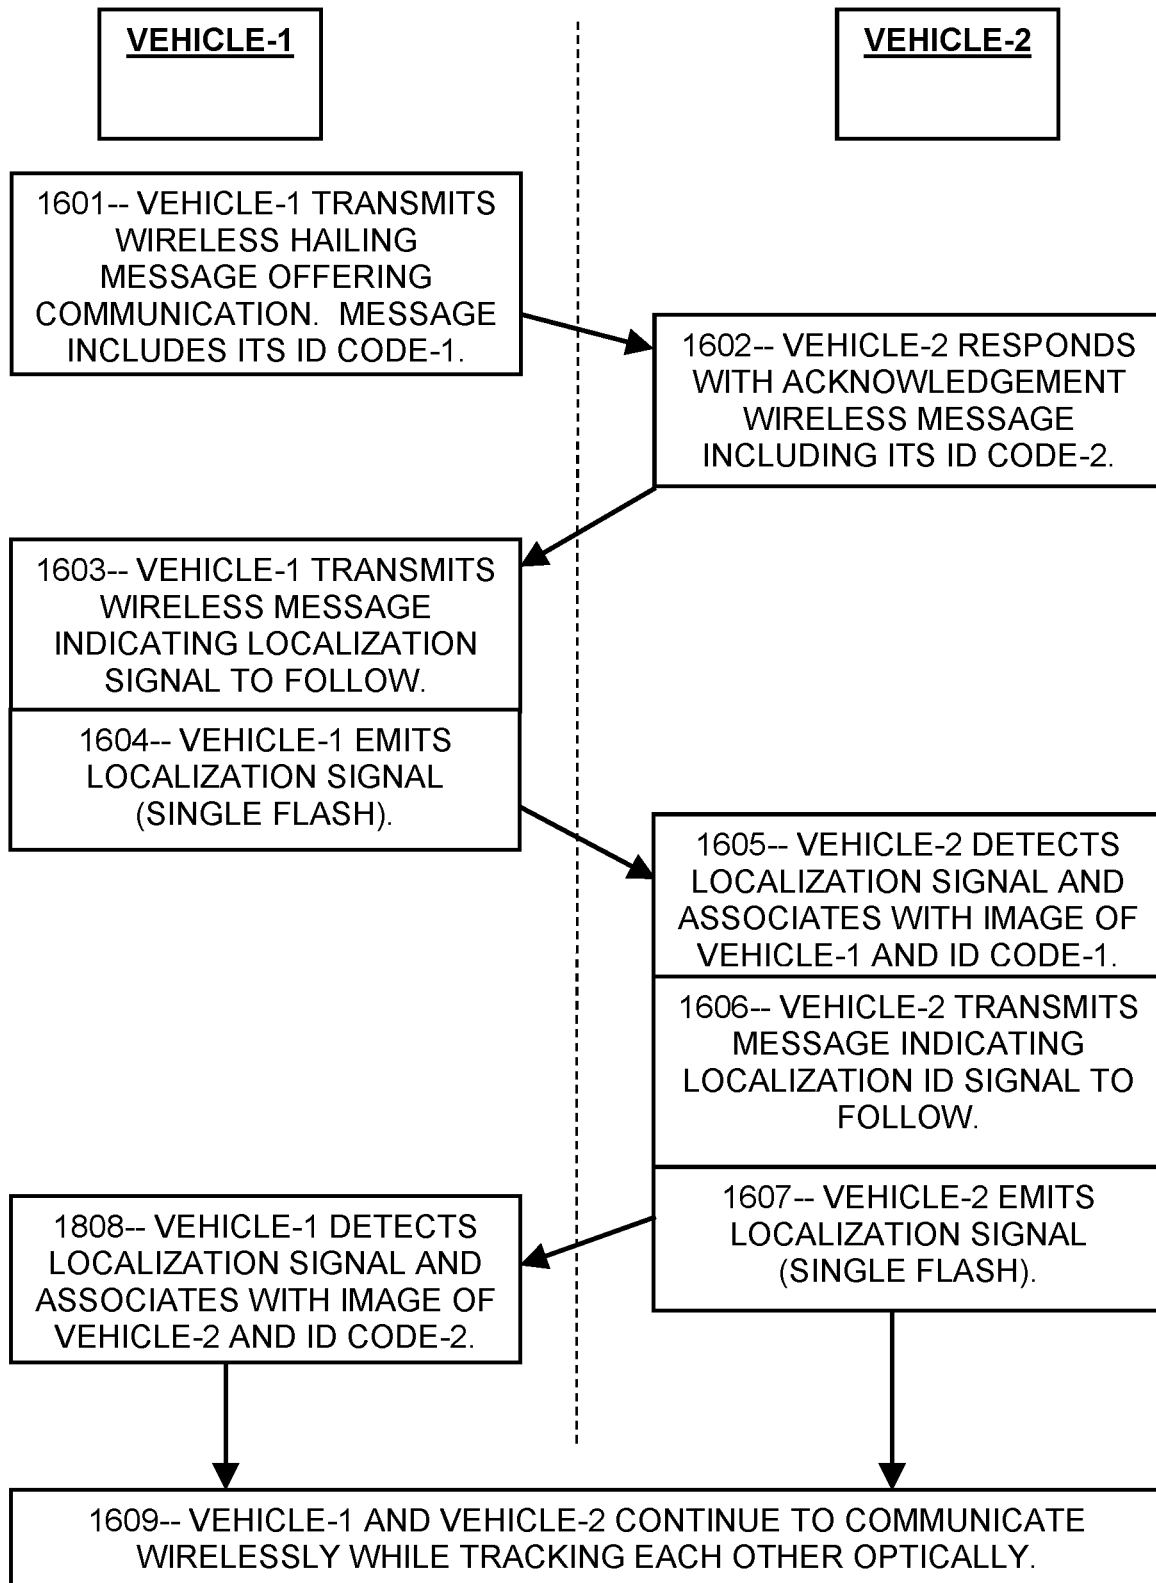 VEHICLE-1
VEHICLE-2
1601-- VEHICLE-1 TRANSMITS
WIRELESS HAILING
MESSAGE OFFERING
COMMUNICATION.  MESSAGE
INCLUDES ITS ID CODE-1.
1602-- VEHICLE-2 RESPONDS
WITH ACKNOWLEDGEMENT
WIRELESS MESSAGE
INCLUDING ITS ID CODE-2.
1603-- VEHICLE-1 TRANSMITS
WIRELESS MESSAGE
INDICATING LOCALIZATION
SIGNAL TO FOLLOW.
1604-- VEHICLE-1 EMITS
LOCALIZATION SIGNAL
(SINGLE FLASH).
1605-- VEHICLE-2 DETECTS
LOCALIZATION SIGNAL AND
ASSOCIATES WITH IMAGE OF
VEHICLE-1 AND ID CODE-1.
1606-- VEHICLE-2 TRANSMITS
MESSAGE INDICATING
LOCALIZATION ID SIGNAL TO
FOLLOW.
1607-- VEHICLE-2 EMITS
LOCALIZATION SIGNAL
(SINGLE FLASH).
1808-- VEHICLE-1 DETECTS
LOCALIZATION SIGNAL AND
ASSOCIATES WITH IMAGE OF
VEHICLE-2 AND ID CODE-2.
1609-- VEHICLE-1 AND VEHICLE-2 CONTINUE TO COMMUNICATE
WIRELESSLY WHILE TRACKING EACH OTHER OPTICALLY.